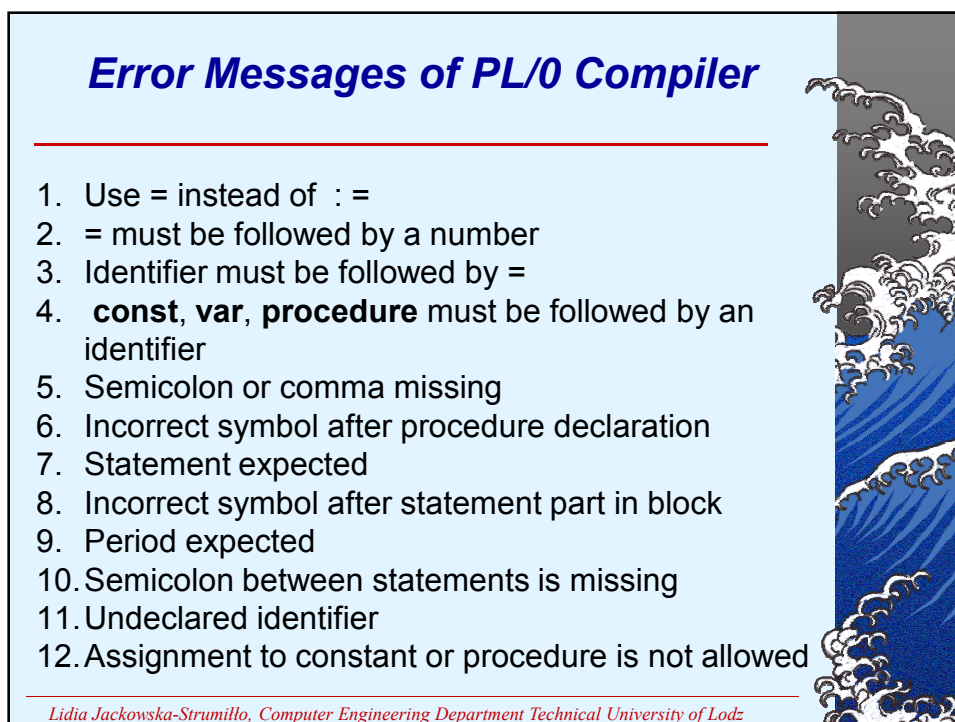 Error Messages of PL/0 Compiler
1. Use = instead of : =
2. = must be followed by a number
3. Identifier must be followed by =
4. const, var, procedure must be followed by an
identifier
5. Semicolon or comma missing
6. Incorrect symbol after procedure declaration
7. Statement expected
8. Incorrect symbol after statement part in block
9. Period expected
10. Semicolon between statements is missing
11. Undeclared identifier
12. Assignment to constant or procedure is not allowed
Lidia Jackowska-Strumiłło, Computer Engineering Department Technical University of Lodz